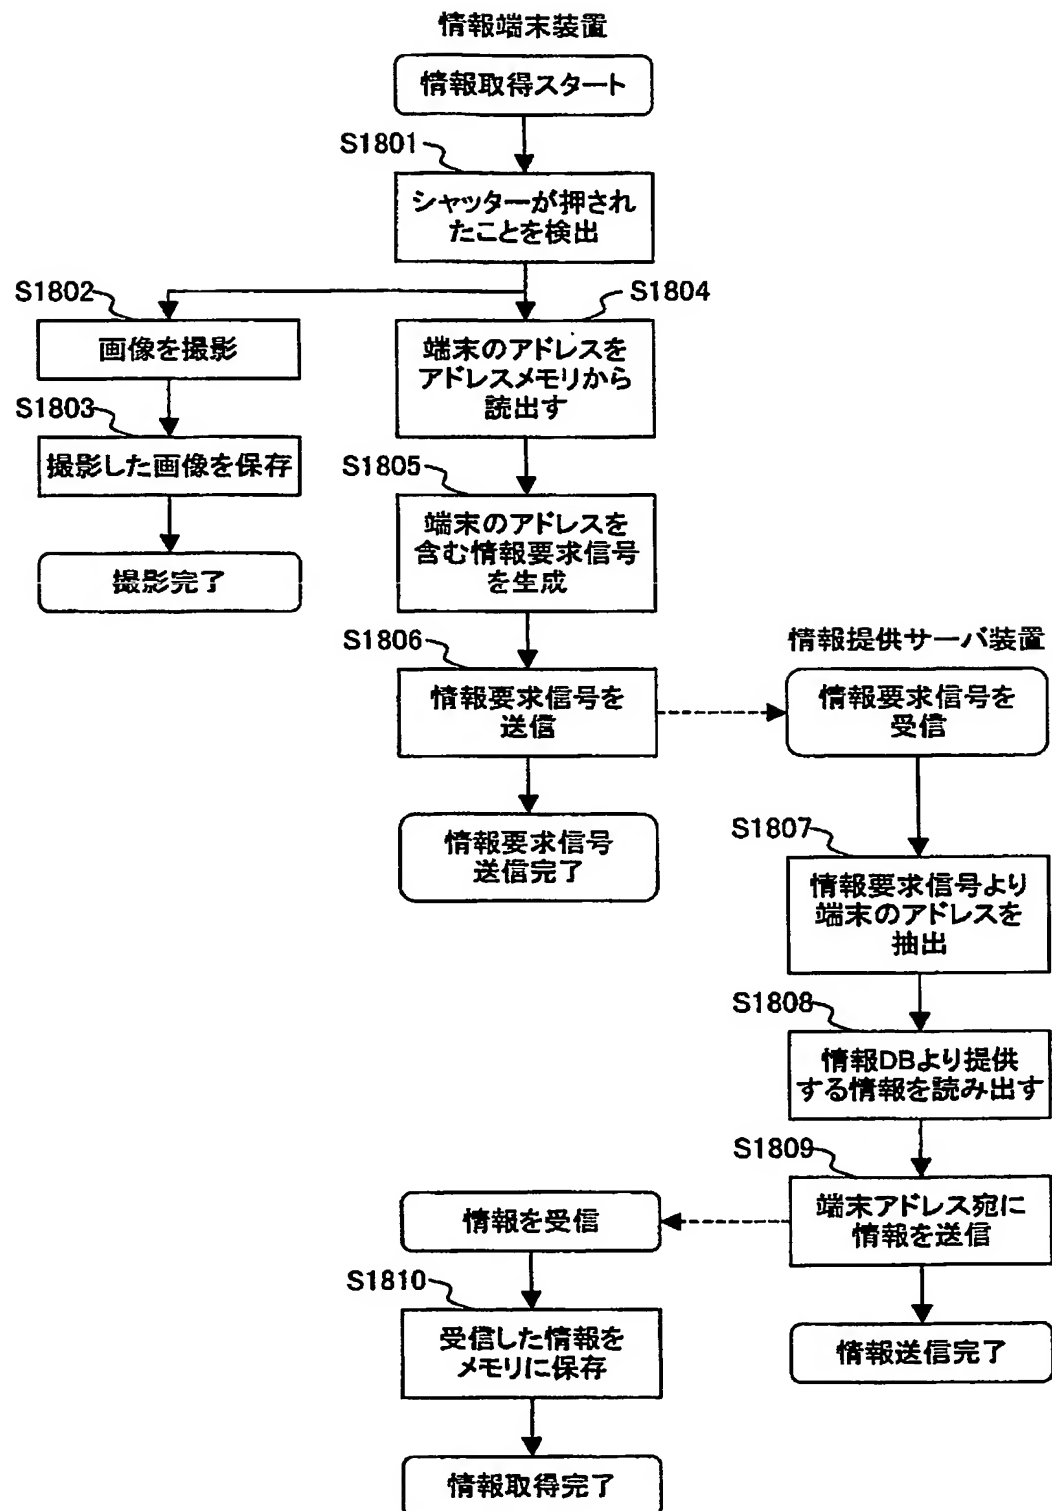 情報端末装置
情報取得スタート
S1801
シャッターが押され
たことを検出
S1802
画像を撮影
S1803
撮影した画像を保存
撮影完了
S1804
端末のアドレスを
アドレスメモリから
読出す
S1805
端末のアドレスを
含む情報要求信号
を生成
S1806
情報要求信号を
送信
情報要求信号
送信完了
情報提供サーバ装置
情報要求信号を
受信
S1807
情報要求信号より
端末のアドレスを
抽出
S1808
情報DBより提供
する情報を読み出す
S1809
端末アドレス宛に
情報を送信
情報送信完了
情報を受信
S1810
受信した情報を
メモリに保存
情報取得完了